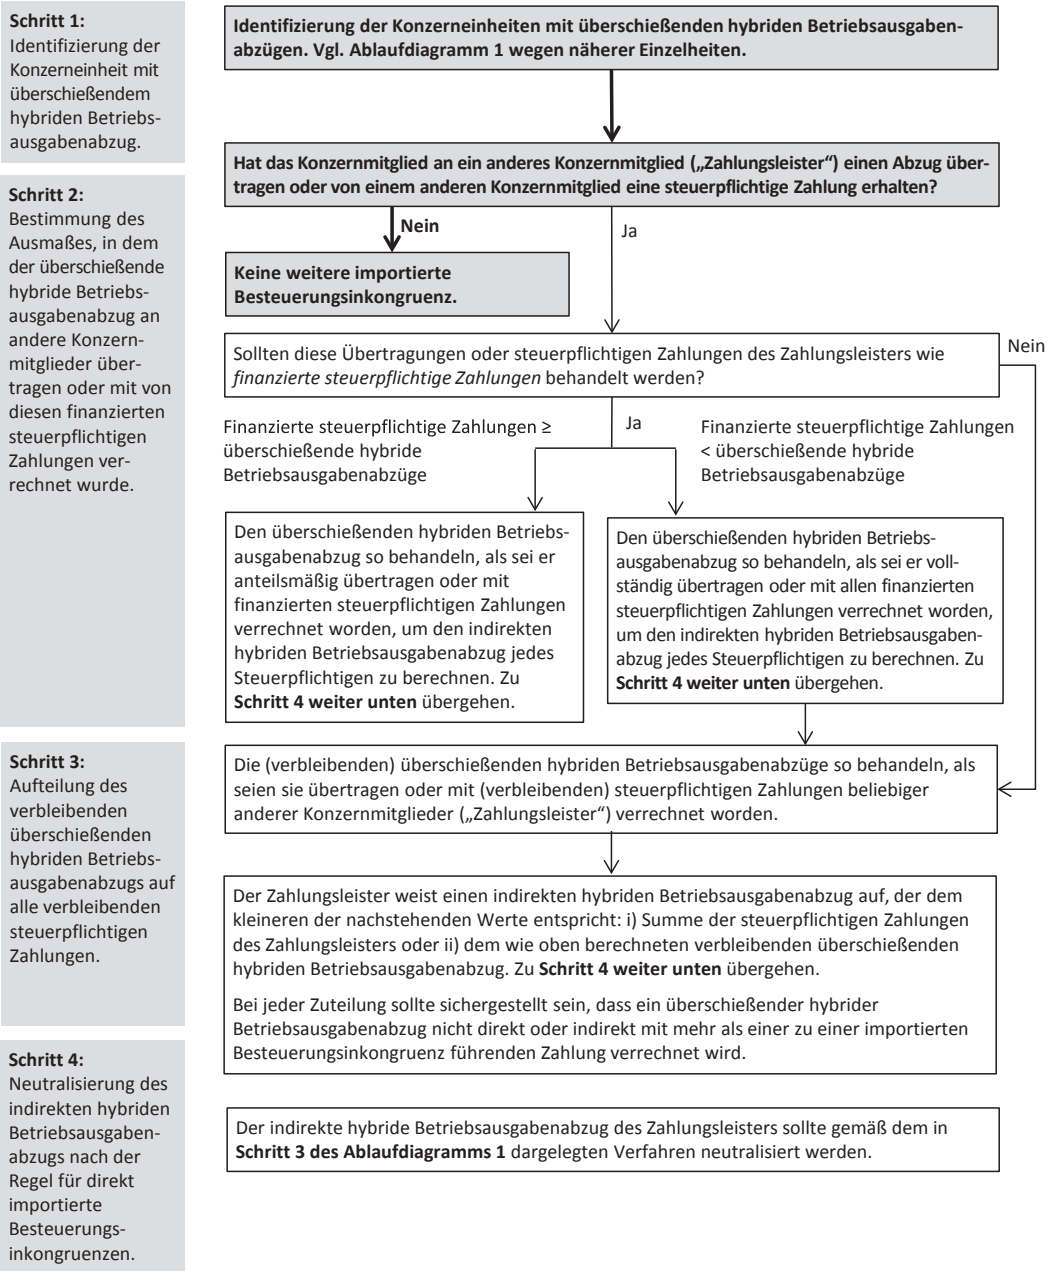 Schritt 1:
Identifizierung der
Konzerneinheit mit
überschießendem
hybriden Betriebs-
ausgabenabzug.
Identifizierung der Konzerneinheiten mit überschießenden hybriden Betriebsausgaben-
abzügen. Vgl. Ablaufdiagramm 1 wegen näherer Einzelheiten.
Hat das Konzernmitglied an ein anderes Konzernmitglied („Zahlungsleister“) einen Abzug über-
tragen oder von einem anderen Konzernmitglied eine steuerpflichtige Zahlung erhalten?
Schritt 2:
Bestimmung des
Ausmaßes, in dem
der überschießende
hybride Betriebs-
ausgabenabzug an
andere Konzern-
mitglieder über-
tragen oder mit von
diesen finanzierten
steuerpflichtigen
Zahlungen ver-
rechnet wurde.
Nein
Ja
Keine weitere importierte
Besteuerungsinkongruenz.
Nein
Sollten diese Übertragungen oder steuerpflichtigen Zahlungen des Zahlungsleisters wie
finanzierte steuerpflichtige Zahlungen behandelt werden?
Ja
Finanzierte steuerpflichtige Zahlungen ≥
überschießende hybride
Betriebsausgabenabzüge
Finanzierte steuerpflichtige Zahlungen
< überschießende hybride
Betriebsausgabenabzüge
Den überschießenden hybriden Betriebs-
ausgabenabzug so behandeln, als sei er
anteilsmäßig übertragen oder mit
finanzierten steuerpflichtigen Zahlungen
verrechnet worden, um den indirekten
hybriden Betriebsausgabenabzug jedes
Steuerpflichtigen zu berechnen. Zu
Schritt 4 weiter unten übergehen.
Den überschießenden hybriden Betriebs-
ausgabenabzug so behandeln, als sei er voll-
ständig übertragen oder mit allen finanzierten
steuerpflichtigen Zahlungen verrechnet worden,
um den indirekten hybriden Betriebsausgaben-
abzug jedes Steuerpflichtigen zu berechnen. Zu
Schritt 4 weiter unten übergehen.
Schritt 3:
Aufteilung des
verbleibenden
überschießenden
hybriden Betriebs-
ausgabenabzugs auf
alle verbleibenden
steuerpflichtigen
Zahlungen.
Die (verbleibenden) überschießenden hybriden Betriebsausgabenabzüge so behandeln, als
seien sie übertragen oder mit (verbleibenden) steuerpflichtigen Zahlungen beliebiger
anderer Konzernmitglieder („Zahlungsleister“) verrechnet worden.
Der Zahlungsleister weist einen indirekten hybriden Betriebsausgabenabzug auf, der dem
kleineren der nachstehenden Werte entspricht: i) Summe der steuerpflichtigen Zahlungen
des Zahlungsleisters oder ii) dem wie oben berechneten verbleibenden überschießenden
hybriden Betriebsausgabenabzug. Zu Schritt 4 weiter unten übergehen.
Bei jeder Zuteilung sollte sichergestellt sein, dass ein überschießender hybrider
Betriebsausgabenabzug nicht direkt oder indirekt mit mehr als einer zu einer importierten
Besteuerungsinkongruenz führenden Zahlung verrechnet wird.
Schritt 4:
Neutralisierung des
indirekten hybriden
Betriebsausgaben-
abzugs nach der
Regel für direkt
importierte
Besteuerungs-
inkongruenzen.
Der indirekte hybride Betriebsausgabenabzug des Zahlungsleisters sollte gemäß dem in
Schritt 3 des Ablaufdiagramms 1 dargelegten Verfahren neutralisiert werden.